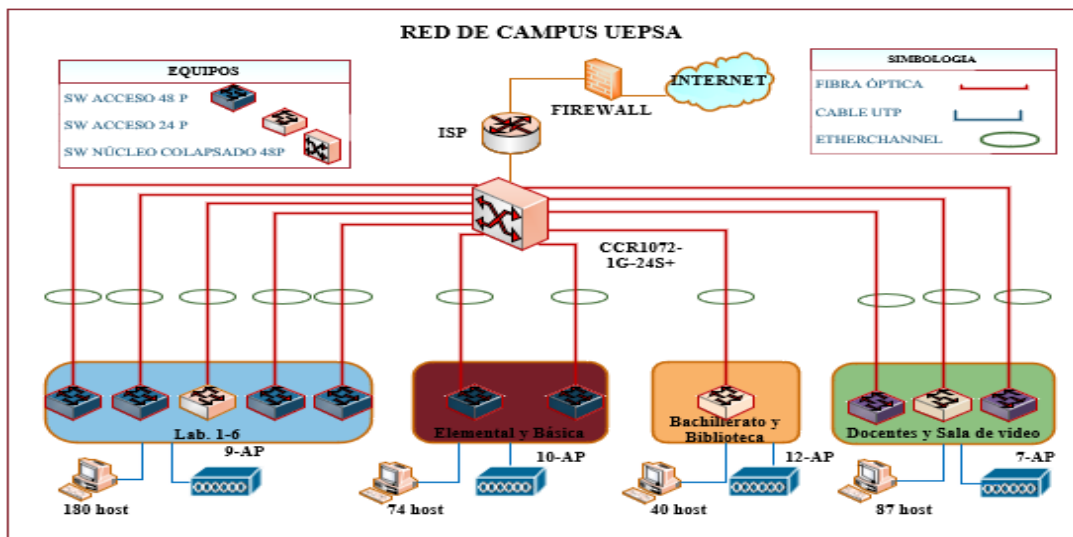 RED DE CAMPUS UEPSA
EQUIPOS
SW ACCESO 48 P
SW ACCESO 24 P
SW NÚCLEO COLAPSADO 48P
SIMBOLOGIA
FIBRA ÓPTICA
CABLE UTP
ETHERCHANNEL
INTERNET
FIREWALL
ISP
CCR1072-
1G-24S+
Lab. 1-6
Elemental y Básica
Bachillerato y
Biblioteca
Docentes y Sala de video
9-AP
10-AP
12-AP
7-AP
180 host
74 host
40 host
87 host